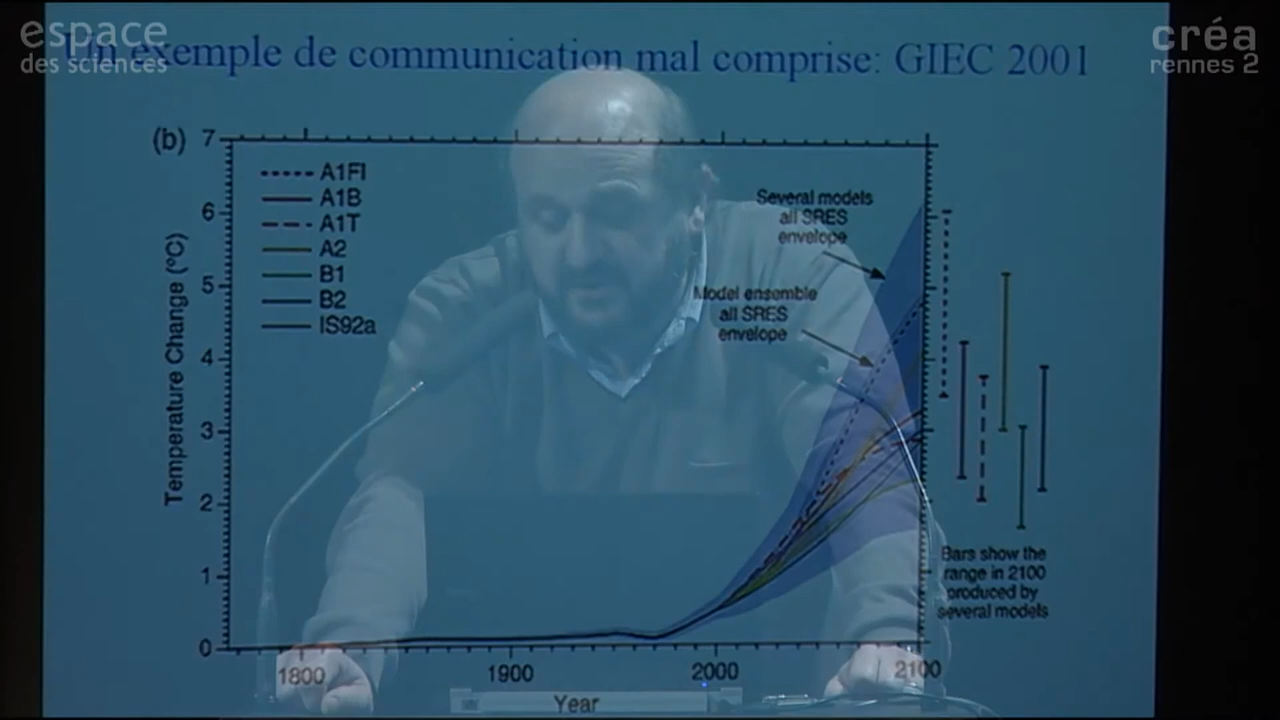 espace
des sciences
créa
rennes 2
Un exemple de communication mal comprise: GIEC 2001
(b)
7
6
5
4
3
2
1
0
Temperature Change (°C)
A1FI
A1B
A1T
A2
B1
B2
IS92a
Several models
all SRES
envelope
Model ensemble
all SRES
envelope
Bars show the
range in 2100
produced by
several models
1800
1900
2000
2100
Year